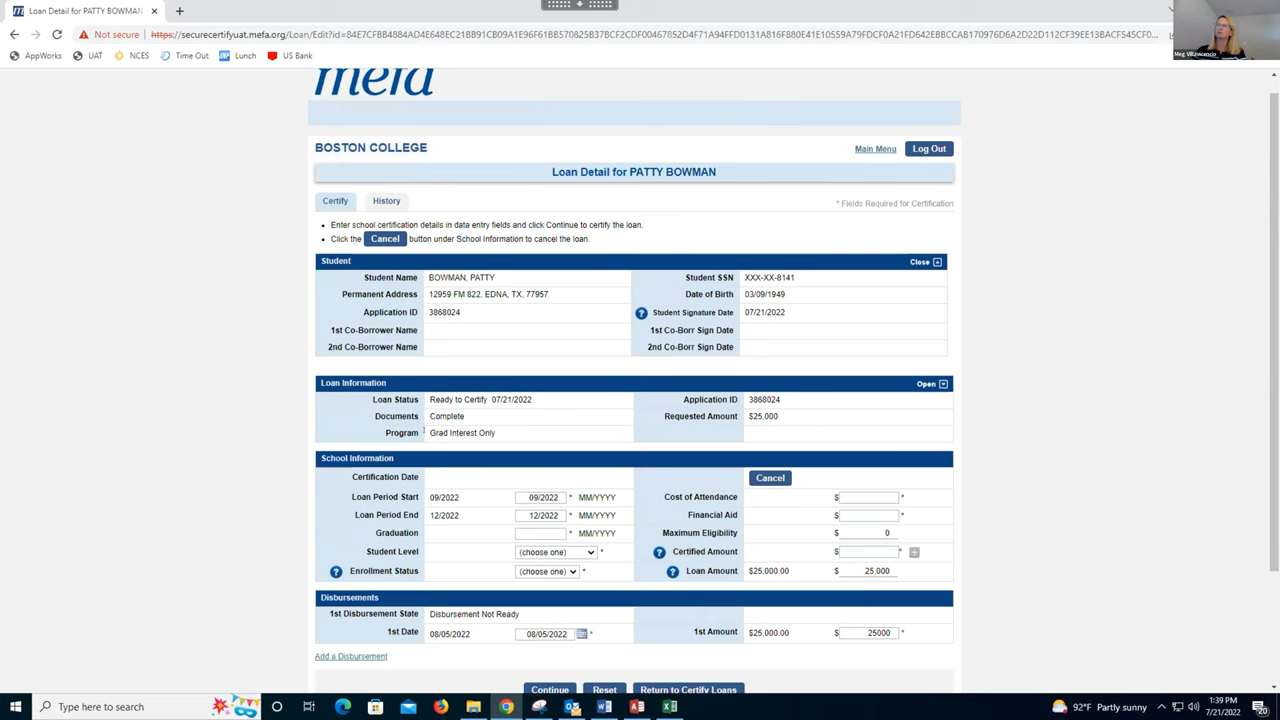 Loan Detail for PATTY BOWMAN
Not secure https://securecertifyuat.mefa.org/Loan/Edit?id=
AppWorks UAT NCES Time Out Lunch US Bank
Meg Villavicencio
mefa
BOSTON COLLEGE
Main Menu Log Out
Loan Detail for PATTY BOWMAN
Certify History
* Fields Required for Certification
• Enter school certification details in data entry fields and click Continue to certify the loan.
• Click the Cancel button under School Information to cancel the loan.
Student Close
Student Name BOWMAN, PATTY Student SSN XXX-XX-8141
Permanent Address 12959 FM 822, EDNA, TX, 77957 Date of Birth 03/09/1949
Application ID 3868024 ? Student Signature Date 07/21/2022
1st Co-Borrower Name 1st Co-Borr Sign Date
2nd Co-Borrower Name 2nd Co-Borr Sign Date
Loan Information Open
Loan Status Ready to Certify 07/21/2022 Application ID 3868024
Documents Complete Requested Amount $25,000
Program Grad Interest Only
School Information
Certification Date Cancel
Loan Period Start 09/2022 09/2022 * MM/YYYY Cost of Attendance $ *
Loan Period End 12/2022 12/2022 * MM/YYYY Financial Aid $ *
Graduation * MM/YYYY Maximum Eligibility $ 0
Student Level (choose one) * ? Certified Amount $ * +
? Enrollment Status (choose one) * ? Loan Amount $25,000.00 $ 25,000
Disbursements
1st Disbursement State Disbursement Not Ready
1st Date 08/05/2022 08/05/2022 * 1st Amount $25,000.00 $ 25000 *
Add a Disbursement
Continue Reset Return to Certify Loans
Type here to search
92°F Partly sunny
1:39 PM
7/21/2022
20